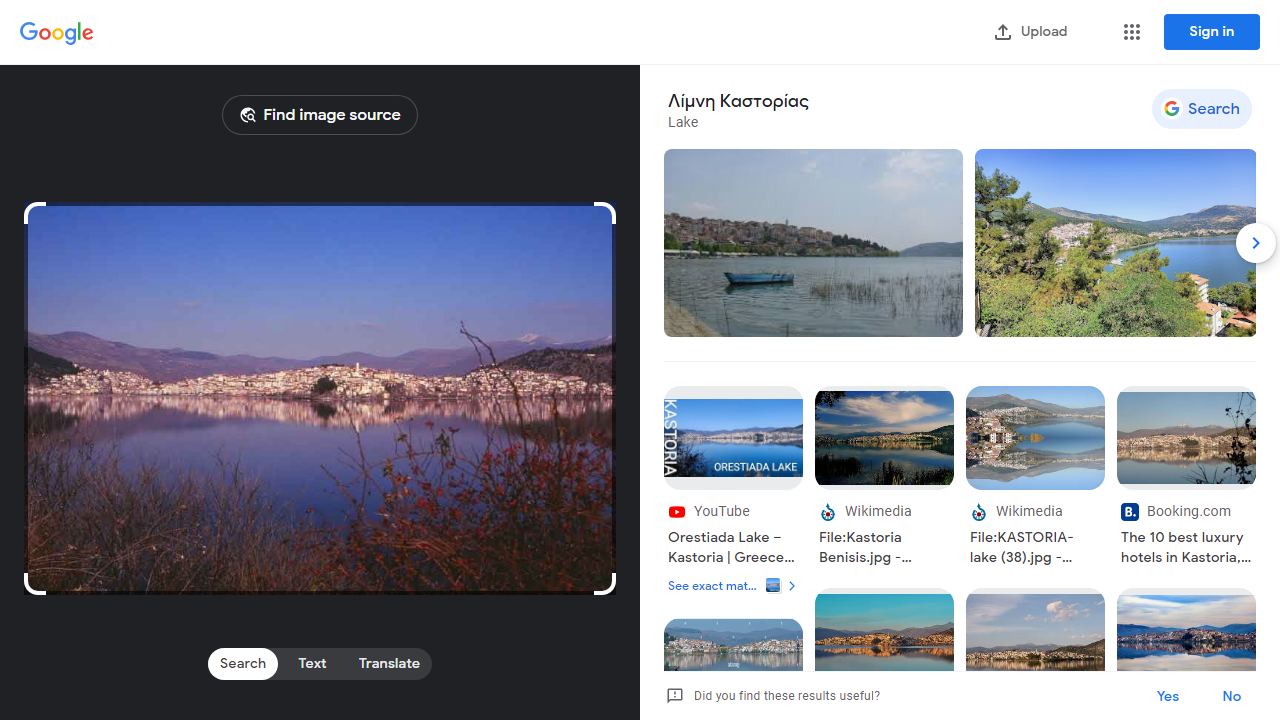 Google
Upload
Sign in
Find image source
Λίμνη Καστορίας
Lake
Search
KASTORIA
ORESTIADA LAKE
YouTube
Orestiada Lake –
Kastoria | Greece...
See exact mat...
Wikimedia
File:Kastoria
Benisis.jpg -...
Wikimedia
File:KASTORIA-
lake (38).jpg -...
B.
Booking.com
The 10 best luxury
hotels in Kastoria,...
Search
Text
Translate
Did you find these results useful?
Yes
No